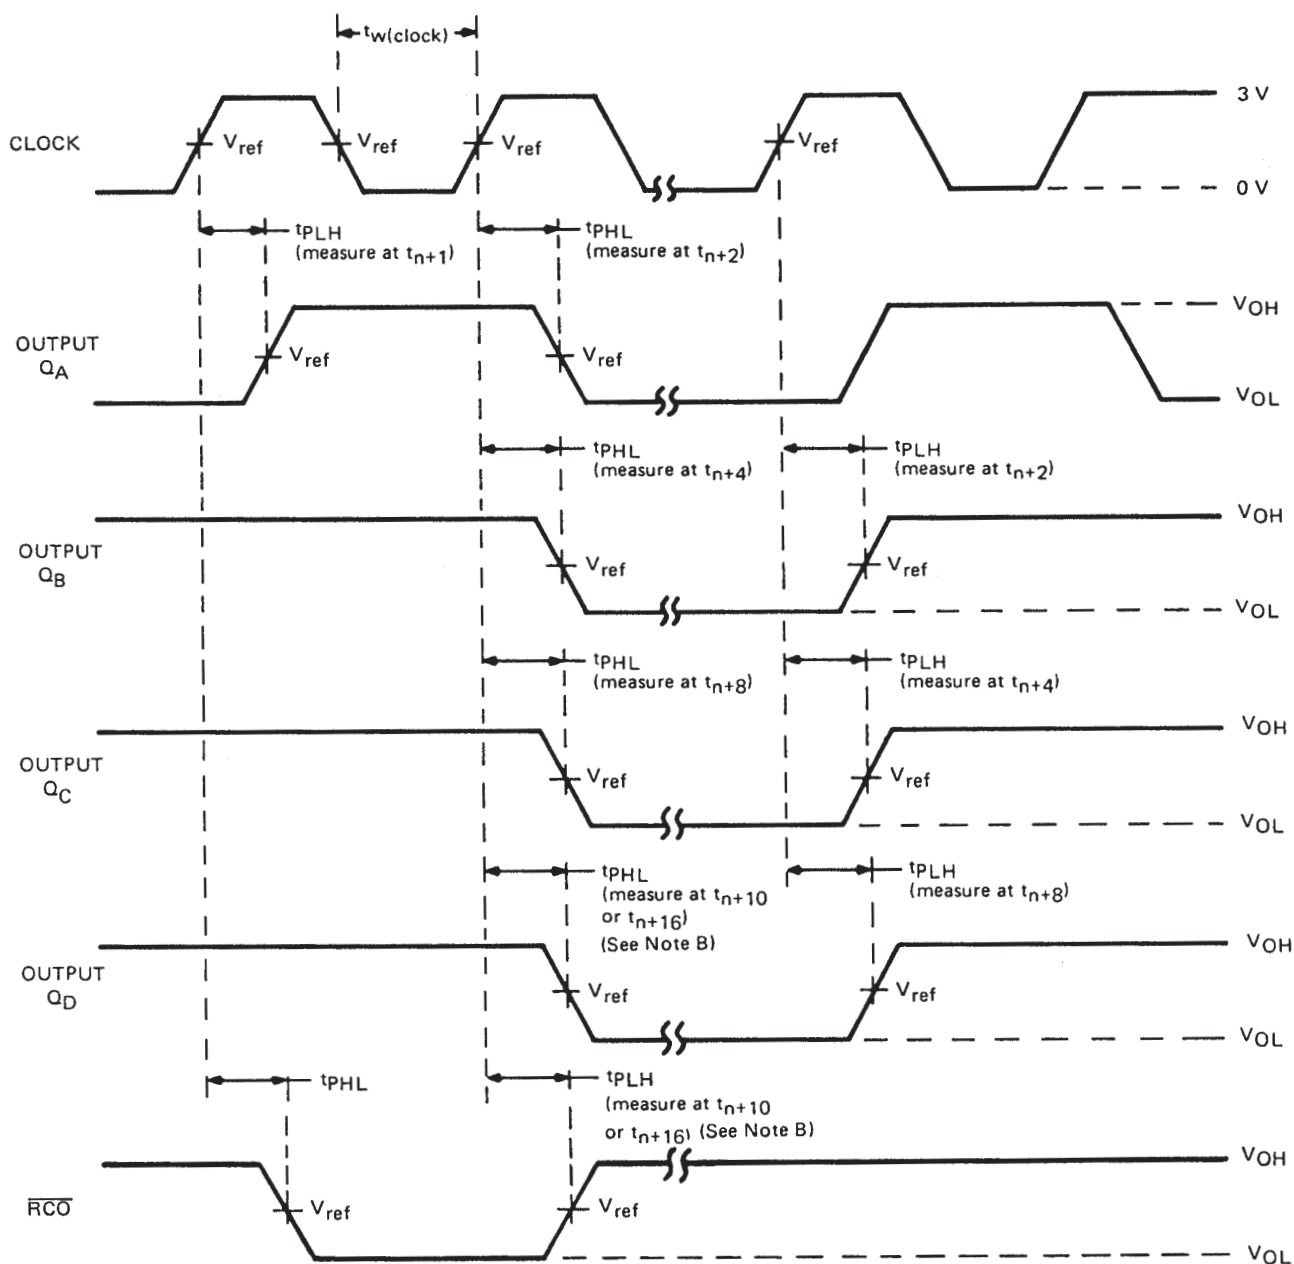 tw(clock)
3 V
CLOCK
Vref
Vref
Vref
Vref
0 V
tPLH
(measure at tn+1)
tPHL
(measure at tn+2)
VOH
OUTPUT
QA
Vref
Vref
VOL
tPHL
(measure at tn+4)
tPLH
(measure at tn+2)
VOH
OUTPUT
QB
Vref
Vref
VOL
tPHL
(measure at tn+8)
tPLH
(measure at tn+4)
VOH
OUTPUT
QC
Vref
Vref
VOL
tPHL
(measure at tn+10
or tn+16)
(See Note B)
tPLH
(measure at tn+8)
VOH
OUTPUT
QD
Vref
Vref
VOL
tPHL
tPLH
(measure at tn+10
or tn+16) (See Note B)
VOH
RCO
Vref
Vref
VOL